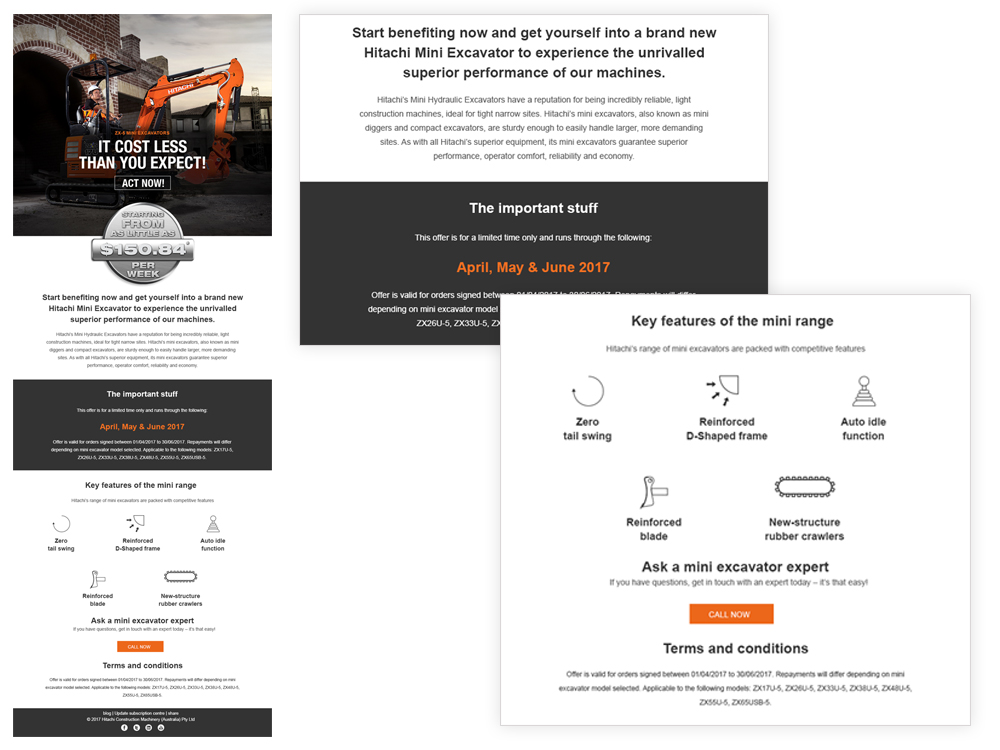 HITACHI
ZX-5 MINI EXCAVATORS
IT COST LESS
THAN YOU EXPECT!
ACT NOW!
STARTING
FROM
AS LITTLE AS
$150.84*
PER
WEEK
Start benefiting now and get yourself into a brand new
Hitachi Mini Excavator to experience the unrivalled
superior performance of our machines.
Hitachi's Mini Hydraulic Excavators have a reputation for being incredibly reliable, light
construction machines, ideal for tight narrow sites. Hitachi's mini excavators, also known as mini
diggers and compact excavators, are sturdy enough to easily handle larger, more demanding
sites. As with all Hitachi's superior equipment, its mini excavators guarantee superior
performance, operator comfort, reliability and economy.
The important stuff
This offer is for a limited time only and runs through the following:
April, May & June 2017
Offer is valid for orders signed between 01/04/2017 to 30/06/2017. Repayments will differ
depending on mini excavator model selected. Applicable to the following models: ZX17U-5,
ZX26U-5, ZX33U-5, ZX38U-5, ZX48U-5, ZX55U-5, ZX65USB-5.
Key features of the mini range
Hitachi's range of mini excavators are packed with competitive features
Zero
tail swing
Reinforced
D-Shaped frame
Auto idle
function
Reinforced
blade
New-structure
rubber crawlers
Ask a mini excavator expert
If you have questions, get in touch with an expert today – it's that easy!
CALL NOW
Terms and conditions
Offer is valid for orders signed between 01/04/2017 to 30/06/2017. Repayments will differ depending on mini
excavator model selected. Applicable to the following models: ZX17U-5, ZX26U-5, ZX33U-5, ZX38U-5, ZX48U-5,
ZX55U-5, ZX65USB-5.
blog | Update subscription centre | share
© 2017 Hitachi Construction Machinery (Australia) Pty Ltd
Start benefiting now and get yourself into a brand new
Hitachi Mini Excavator to experience the unrivalled
superior performance of our machines.
Hitachi's Mini Hydraulic Excavators have a reputation for being incredibly reliable, light
construction machines, ideal for tight narrow sites. Hitachi's mini excavators, also known as mini
diggers and compact excavators, are sturdy enough to easily handle larger, more demanding
sites. As with all Hitachi's superior equipment, its mini excavators guarantee superior
performance, operator comfort, reliability and economy.
The important stuff
This offer is for a limited time only and runs through the following:
April, May & June 2017
Offer is valid for orders signed between 01/04/2017 to 30/06/2017. Repayments will differ
depending on mini excavator model
ZX26U-5, ZX33U-5,
Key features of the mini range
Hitachi's range of mini excavators are packed with competitive features
Zero
tail swing
Reinforced
D-Shaped frame
Auto idle
function
Reinforced
blade
New-structure
rubber crawlers
Ask a mini excavator expert
If you have questions, get in touch with an expert today – it's that easy!
CALL NOW
Terms and conditions
Offer is valid for orders signed between 01/04/2017 to 30/06/2017. Repayments will differ depending on mini
excavator model selected. Applicable to the following models: ZX17U-5, ZX26U-5, ZX33U-5, ZX38U-5, ZX48U-5,
ZX55U-5, ZX65USB-5.